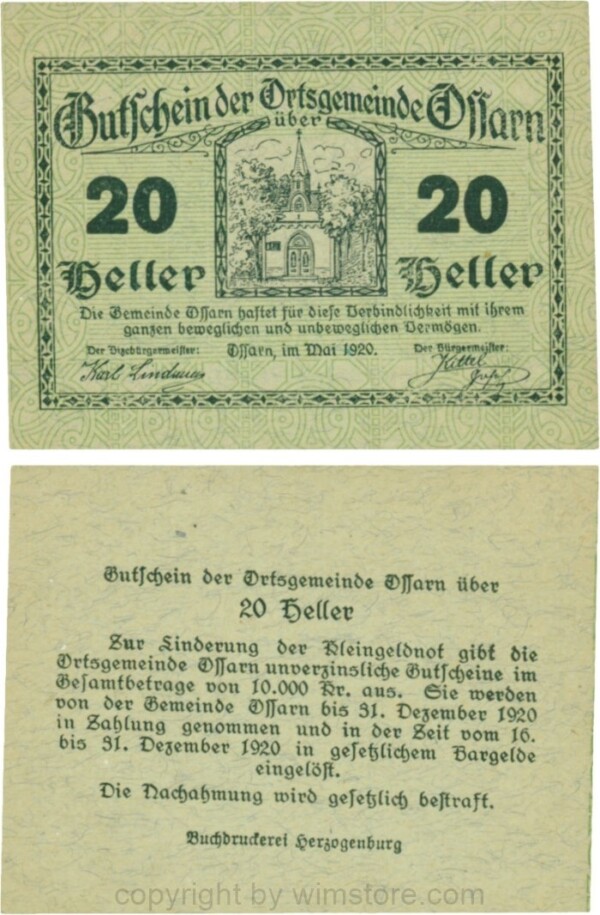 Gutschein der Ortsgemeinde Ossarn
über
20 20
Heller Heller
Die Gemeinde Ossarn haftet für diese Verbindlichkeit mit ihrem
ganzen beweglichen und unbeweglichen Vermögen.
Der Vizebürgermeister: Ossarn, im Mai 1920. Der Bürgermeister:
Karl Lindauer Kittel
Gutschein der Ortsgemeinde Ossarn über
20 Heller
Zur Linderung der Kleingeldnot gibt die
Ortsgemeinde Ossarn unverzinsliche Gutscheine im
Gesamtbetrage von 10.000 Kr. aus. Sie werden
von der Gemeinde Ossarn bis 31. Dezember 1920
in Zahlung genommen und in der Zeit vom 16.
bis 31. Dezember 1920 in gesetzlichem Bargelde
eingelöst.
Die Nachahmung wird gesetzlich bestraft.
Buchdruckerei Herzogenburg
copyright by wimstore.com